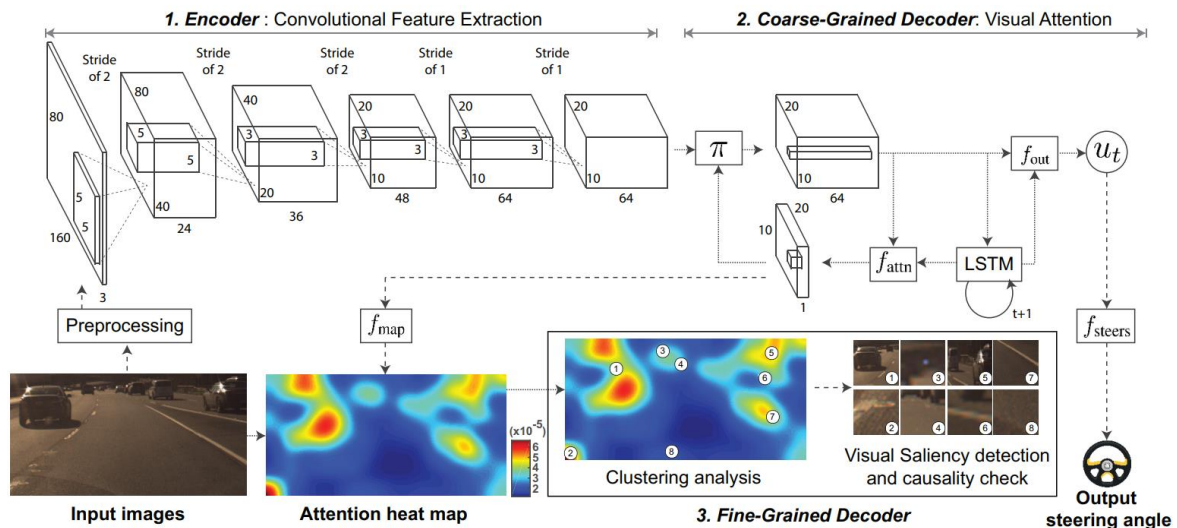 1. Encoder : Convolutional Feature Extraction
2. Coarse-Grained Decoder: Visual Attention
Stride
of 2
Stride
of 2
Stride
of 2
Stride
of 1
Stride
of 1
80
160
3
5
5
80
40
24
5
5
40
20
36
3
3
20
10
48
3
3
20
10
64
3
3
20
10
64
π
20
10
64
f_out
u_t
20
10
1
f_attn
LSTM
t+1
Preprocessing
f_map
f_steers
(x10^-5)
6
5
4
3
2
1
2
3
4
5
6
7
8
1
3
5
7
2
4
6
8
Clustering analysis
Visual Saliency detection
and causality check
Input images
Attention heat map
3. Fine-Grained Decoder
Output
steering angle